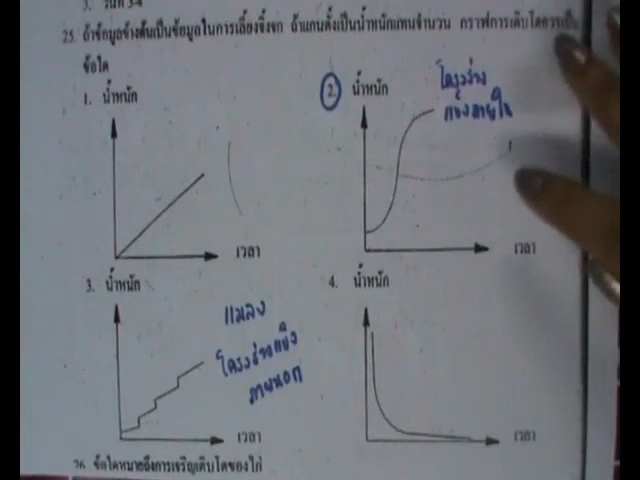 25. ถ้าข้อมูลข้างต้นเป็นข้อมูลในการเลี้ยงจิ้งจก ถ้าแกนตั้งเป็นน้ำหนักแทนจำนวน กราฟการเติบโตควรเป็น
ข้อใด
1. น้ำหนัก
2. น้ำหนัก
โครงร่าง
แข็งภายใน
เวลา
เวลา
3. น้ำหนัก
4. น้ำหนัก
แมลง
โครงร่างแข็ง
ภายนอก
เวลา
เวลา
26. ข้อใดหมายถึงการเจริญเติบโตของไก่